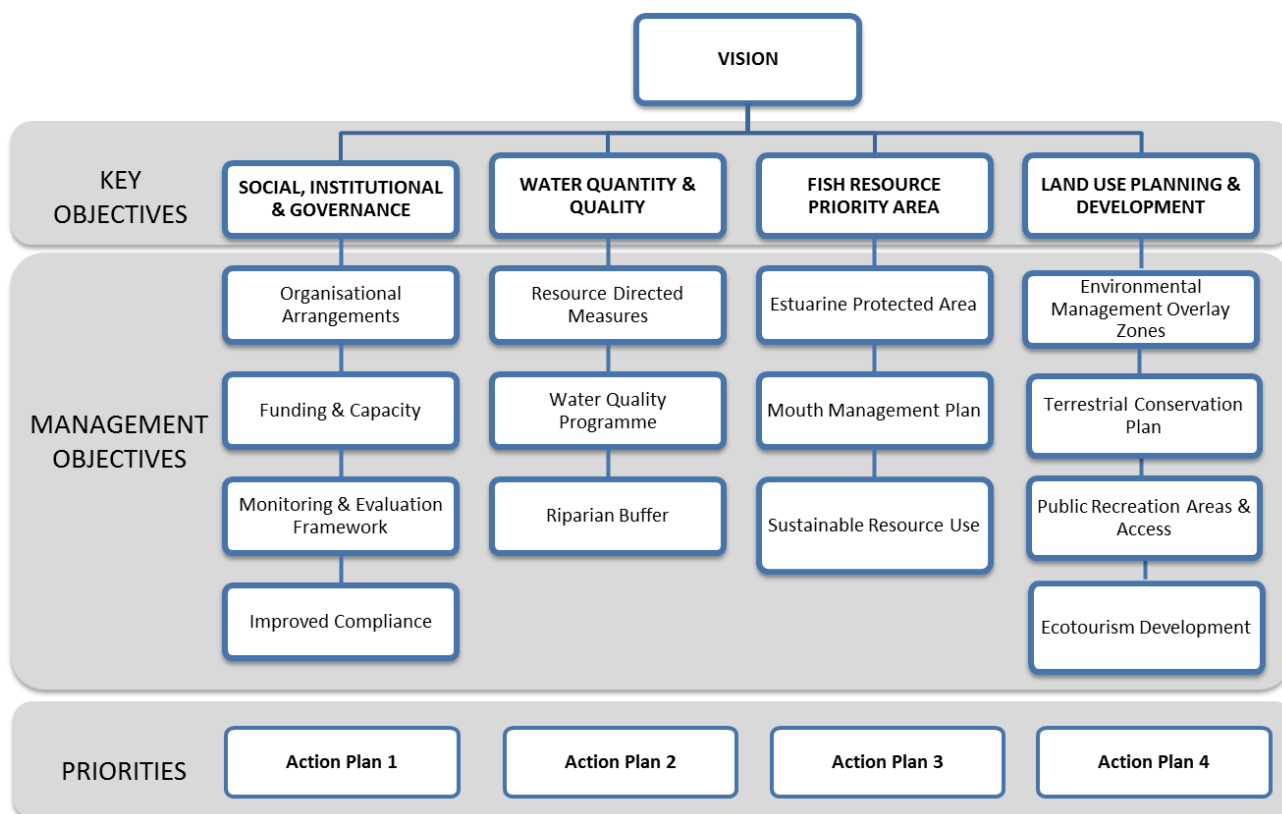 VISION
KEY
OBJECTIVES
SOCIAL, INSTITUTIONAL
& GOVERNANCE
WATER QUANTITY &
QUALITY
FISH RESOURCE
PRIORITY AREA
LAND USE PLANNING &
DEVELOPMENT
MANAGEMENT
OBJECTIVES
Organisational
Arrangements
Funding & Capacity
Monitoring & Evaluation
Framework
Improved Compliance
Resource Directed
Measures
Water Quality
Programme
Riparian Buffer
Estuarine Protected Area
Mouth Management Plan
Sustainable Resource Use
Environmental
Management Overlay
Zones
Terrestrial Conservation
Plan
Public Recreation Areas &
Access
Ecotourism Development
PRIORITIES
Action Plan 1
Action Plan 2
Action Plan 3
Action Plan 4